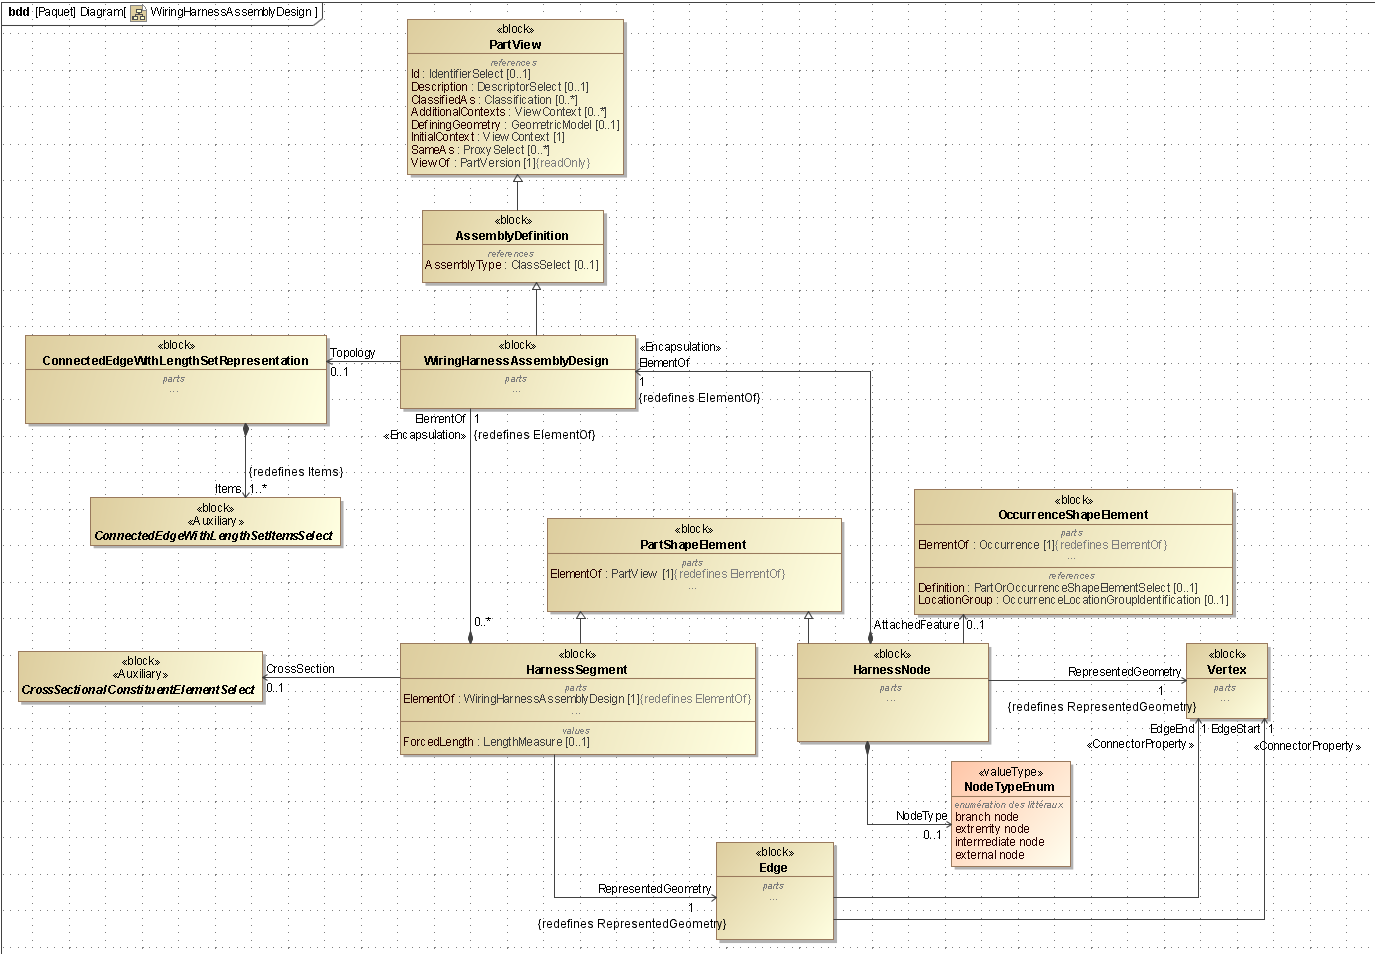 bdd [Paquet] Diagram[ WiringHarnessAssemblyDesign ]
«block»
PartView
references
Id : IdentifierSelect [0..1]
Description : DescriptorSelect [0..1]
ClassifiedAs : Classification [0..*]
AdditionalContexts : ViewContext [0..*]
DefiningGeometry : GeometricModel [0..1]
InitialContext : ViewContext [1]
SameAs : ProxySelect [0..*]
ViewOf : PartVersion [1]{readOnly}
«block»
AssemblyDefinition
references
AssemblyType : ClassSelect [0..1]
«block»
ConnectedEdgeWithLengthSetRepresentation
parts
...
Topology
0..1
«block»
WiringHarnessAssemblyDesign
parts
...
«Encapsulation»
ElementOf
1
{redefines ElementOf}
ElementOf 1
«Encapsulation» {redefines ElementOf}
{redefines Items}
Items 1..*
«block»
«Auxiliary»
ConnectedEdgeWithLengthSetItemsSelect
«block»
PartShapeElement
parts
ElementOf : PartView [1]{redefines ElementOf}
...
«block»
OccurrenceShapeElement
parts
ElementOf : Occurrence [1]{redefines ElementOf}
...
references
Definition : PartOrOccurrenceShapeElementSelect [0..1]
LocationGroup : OccurrenceLocationGroupIdentification [0..1]
0..*
AttachedFeature 0..1
«block»
«Auxiliary»
CrossSectionalConstituentElementSelect
CrossSection
0..1
«block»
HarnessSegment
parts
ElementOf : WiringHarnessAssemblyDesign [1]{redefines ElementOf}
...
values
ForcedLength : LengthMeasure [0..1]
«block»
HarnessNode
parts
...
RepresentedGeometry
1
{redefines RepresentedGeometry}
«block»
Vertex
parts
...
EdgeEnd 1 EdgeStart 1
«ConnectorProperty» «ConnectorProperty»
NodeType
0..1
«valueType»
NodeTypeEnum
enumération des littéraux
branch node
extremity node
intermediate node
external node
RepresentedGeometry
1
{redefines RepresentedGeometry}
«block»
Edge
parts
...